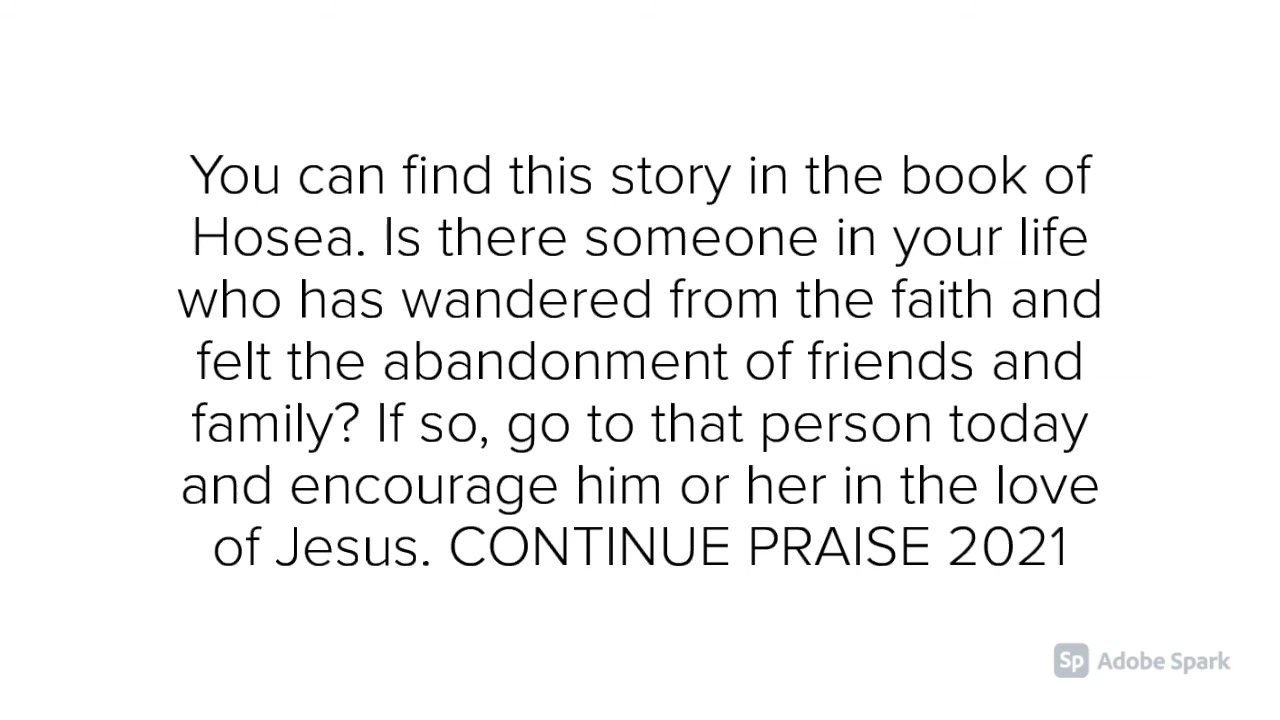 You can find this story in the book of
Hosea. Is there someone in your life
who has wandered from the faith and
felt the abandonment of friends and
family? If so, go to that person today
and encourage him or her in the love
of Jesus. CONTINUE PRAISE 2021
Sp Adobe Spark